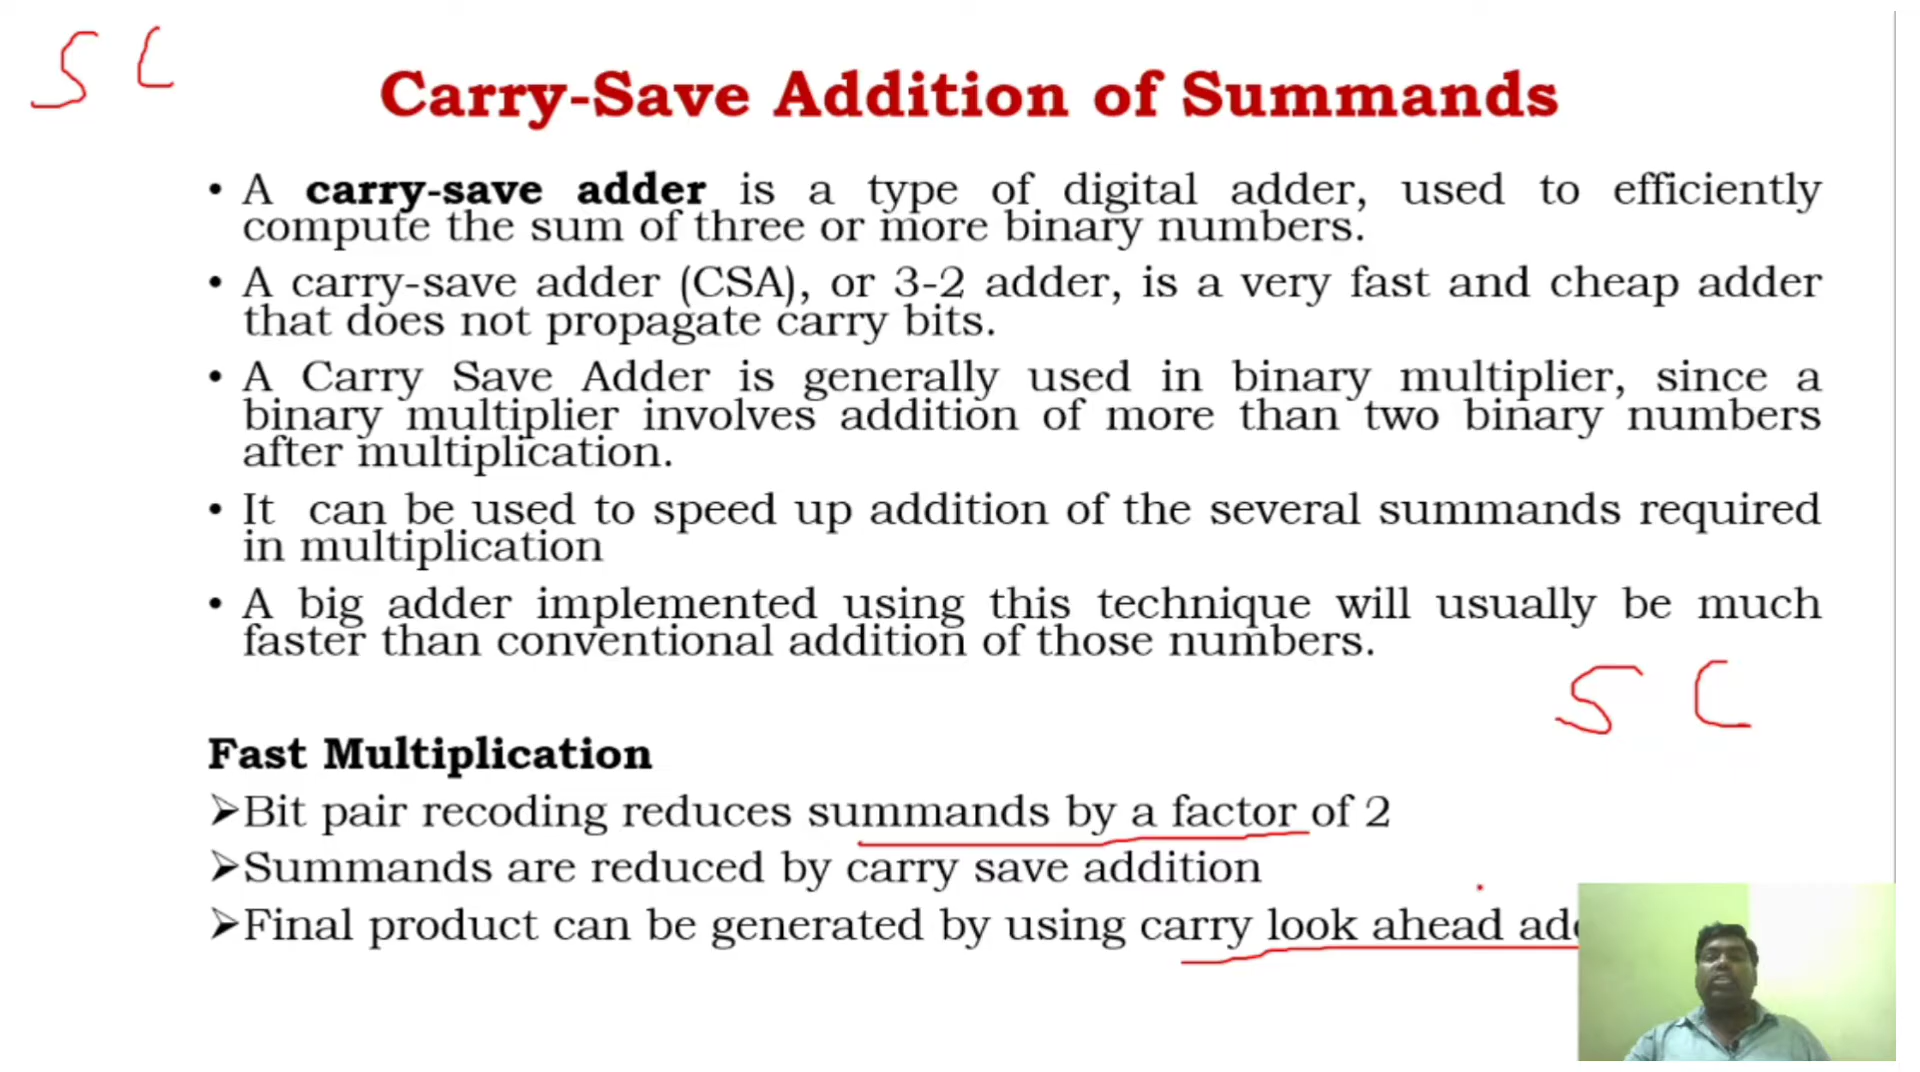 S C
Carry-Save Addition of Summands
• A carry-save adder is a type of digital adder, used to efficiently
compute the sum of three or more binary numbers.
• A carry-save adder (CSA), or 3-2 adder, is a very fast and cheap adder
that does not propagate carry bits.
• A Carry Save Adder is generally used in binary multiplier, since a
binary multiplier involves addition of more than two binary numbers
after multiplication.
• It can be used to speed up addition of the several summands required
in multiplication
• A big adder implemented using this technique will usually be much
faster than conventional addition of those numbers.
S C
Fast Multiplication
➢Bit pair recoding reduces summands by a factor of 2
➢Summands are reduced by carry save addition
➢Final product can be generated by using carry look ahead